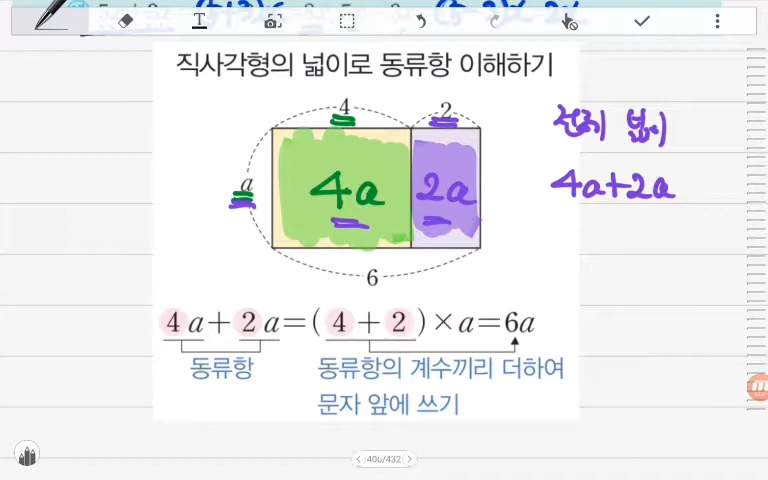 직사각형의 넓이로 동류항 이해하기
4
2
전체 넓이
a
4a
2a
4a+2a
6
4a+2a=(4+2)×a=6a
동류항
동류항의 계수끼리 더하여
문자 앞에 쓰기
406/432